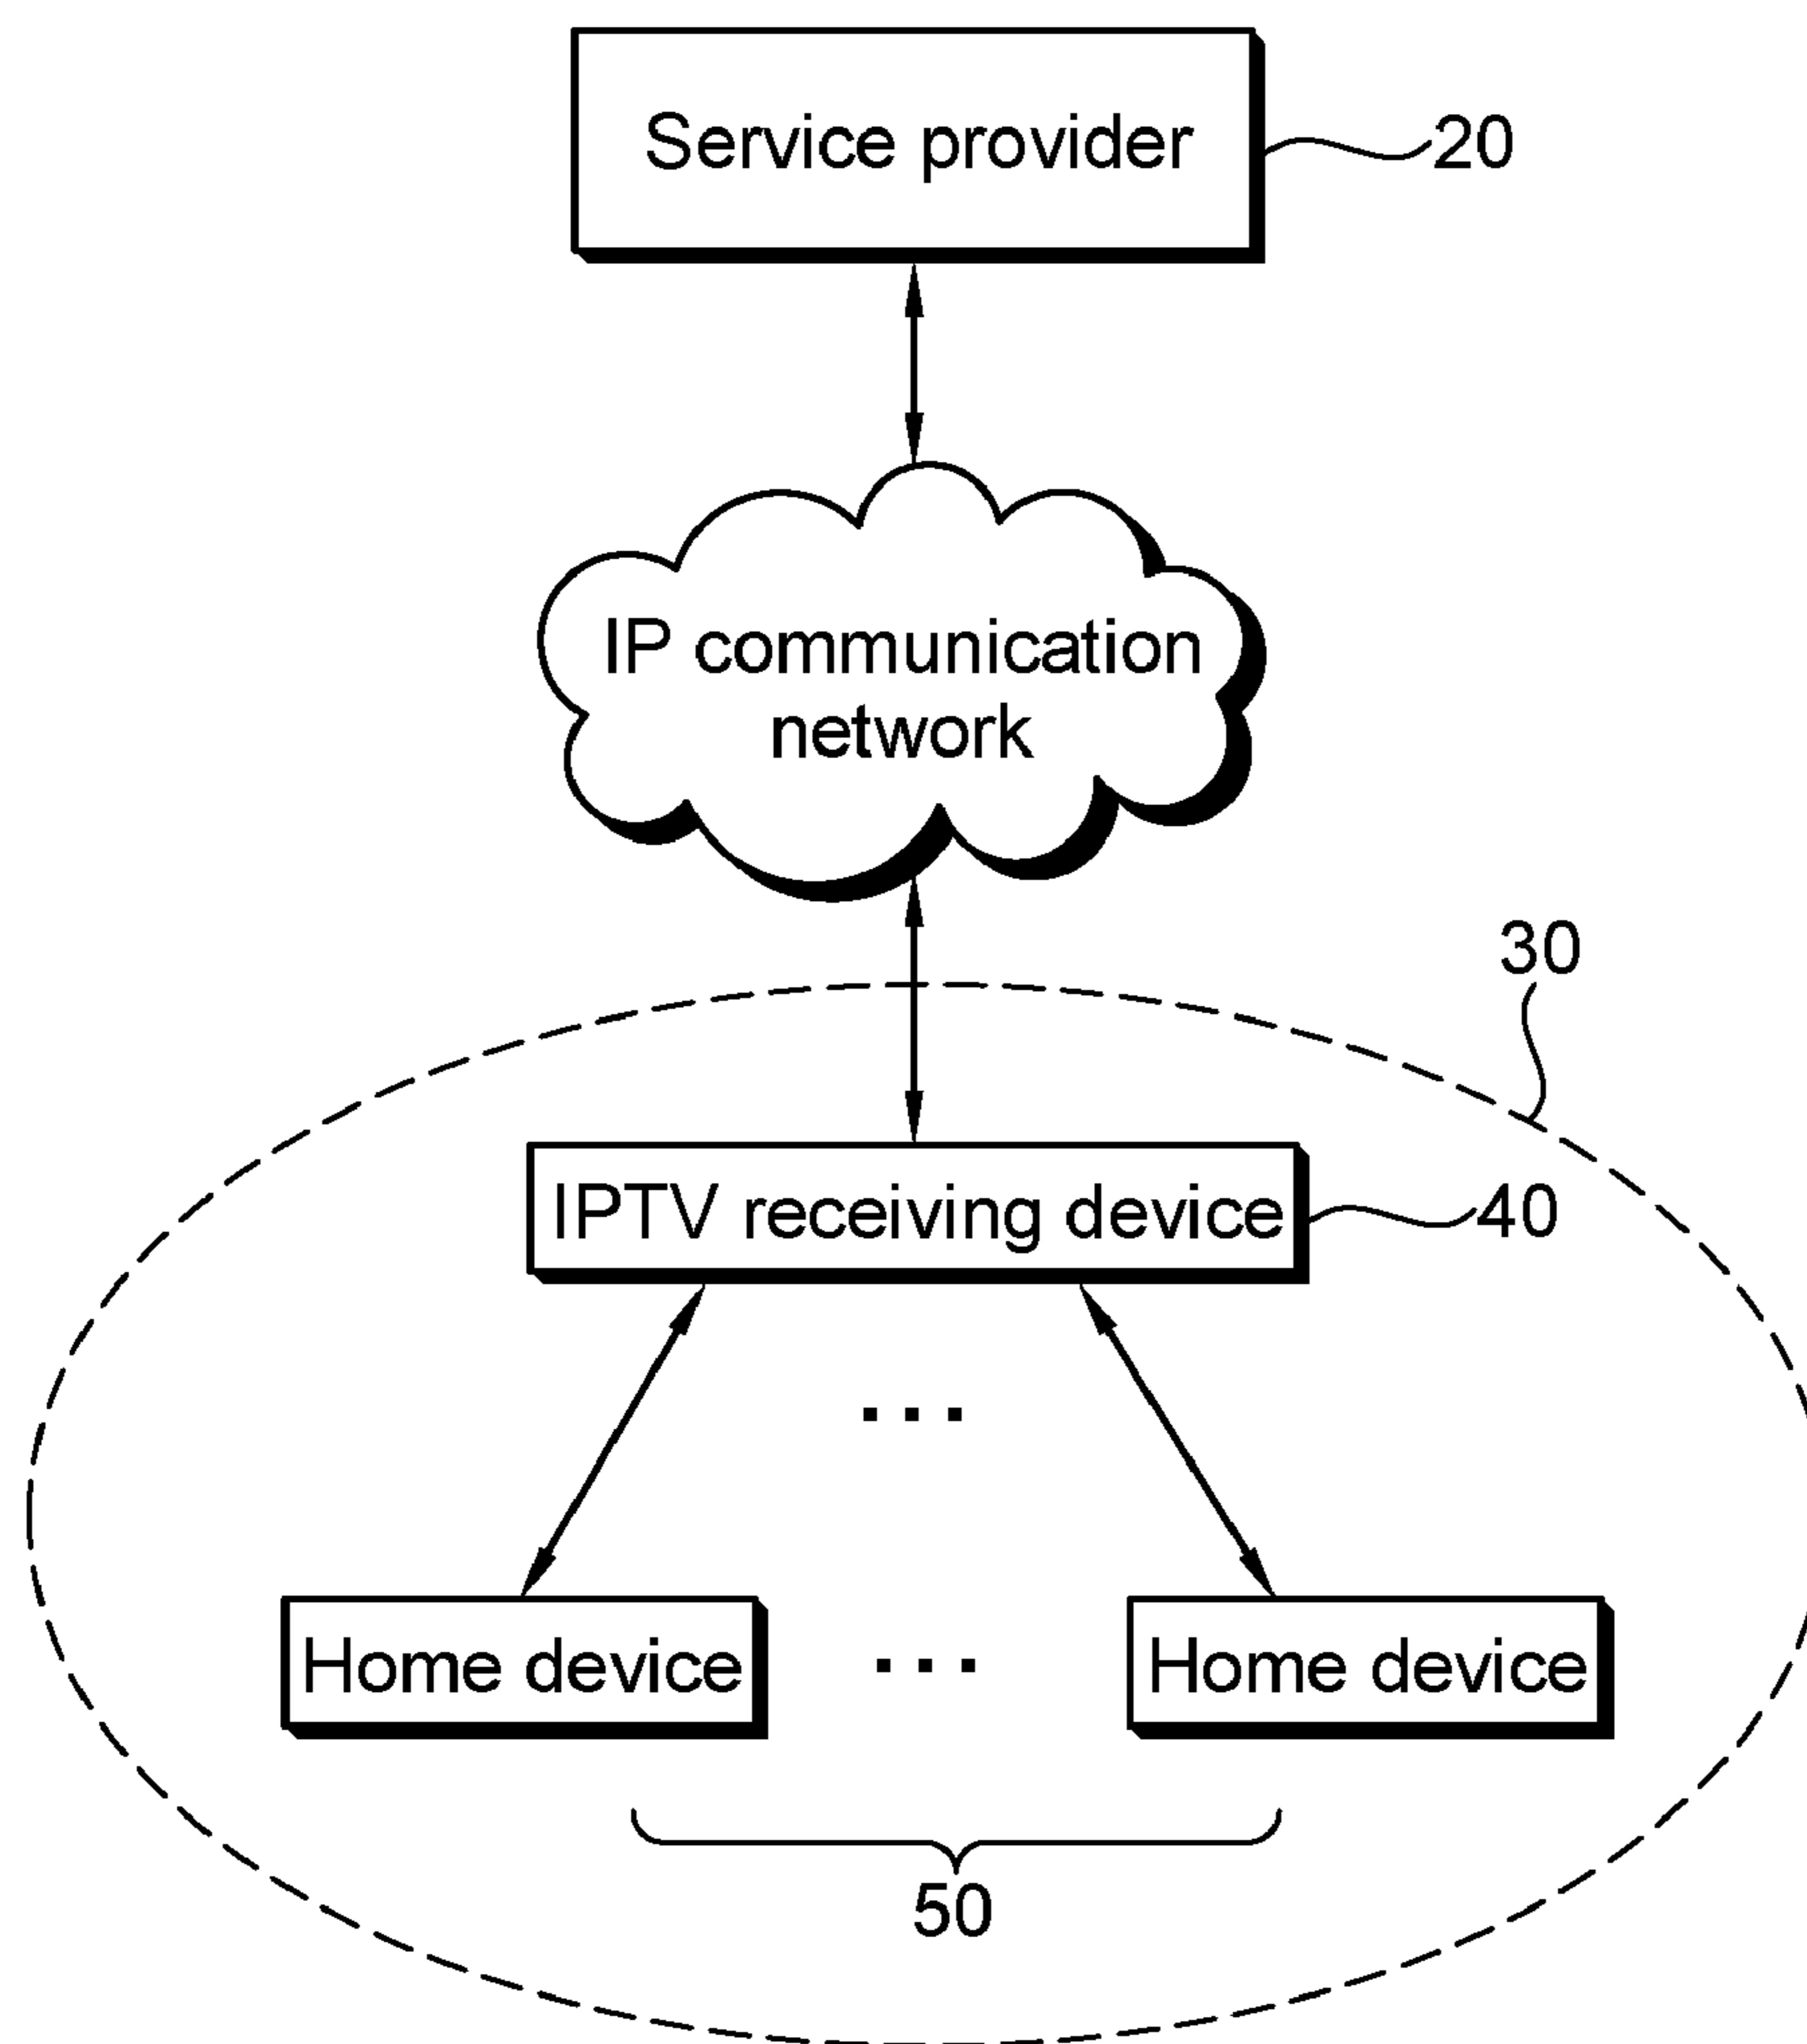 Service provider
20
IP communication
network
30
IPTV receiving device
40
...
Home device
...
Home device
50